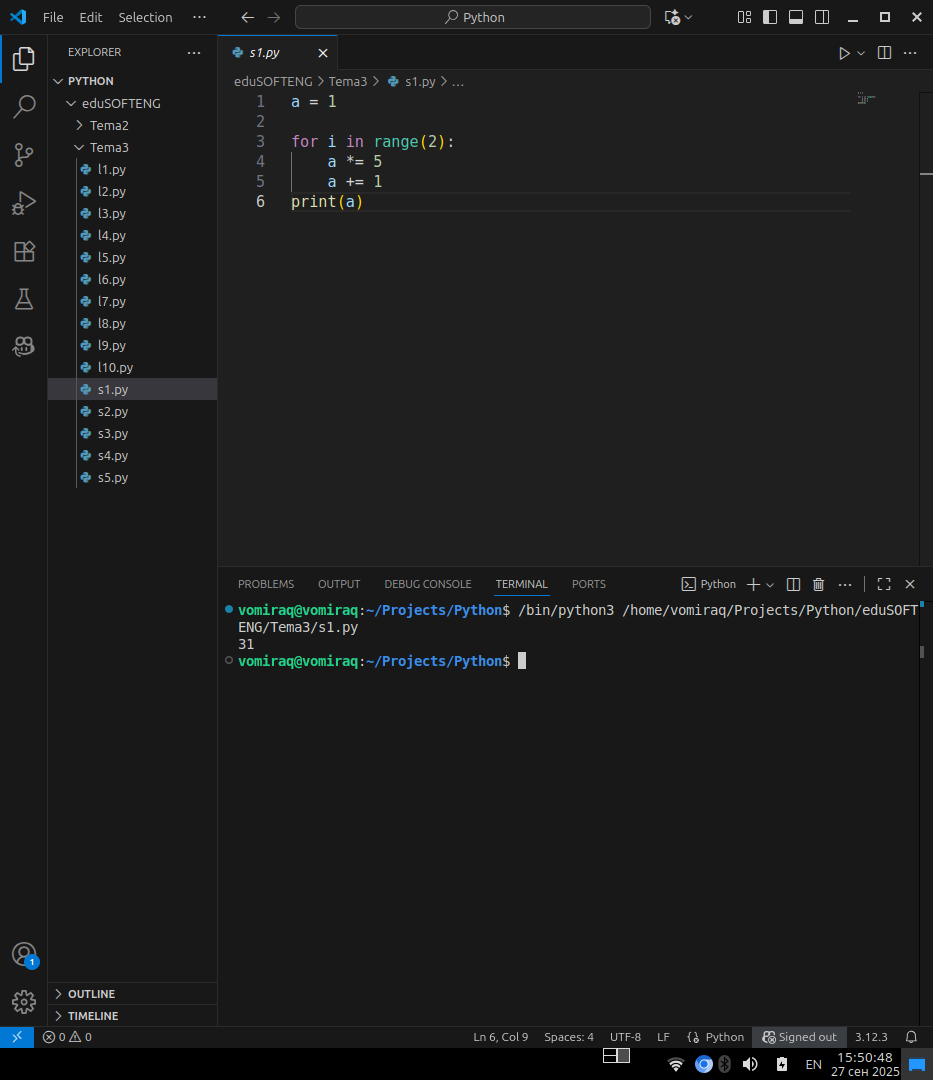 File Edit Selection ··· Python
EXPLORER ···
PYTHON
eduSOFTENG
Tema2
Tema3
l1.py
l2.py
l3.py
l4.py
l5.py
l6.py
l7.py
l8.py
l9.py
l10.py
s1.py
s2.py
s3.py
s4.py
s5.py
OUTLINE
TIMELINE
s1.py
eduSOFTENG > Tema3 > s1.py > ...
1 a = 1
2
3 for i in range(2):
4     a *= 5
5     a += 1
6 print(a)
PROBLEMS OUTPUT DEBUG CONSOLE TERMINAL PORTS Python
vomiraq@vomiraq:~/Projects/Python$ /bin/python3 /home/vomiraq/Projects/Python/eduSOFT
ENG/Tema3/s1.py
31
vomiraq@vomiraq:~/Projects/Python$
1
0 0 Ln 6, Col 9 Spaces: 4 UTF-8 LF {} Python Signed out 3.12.3
EN 15:50:48
27 сен 2025